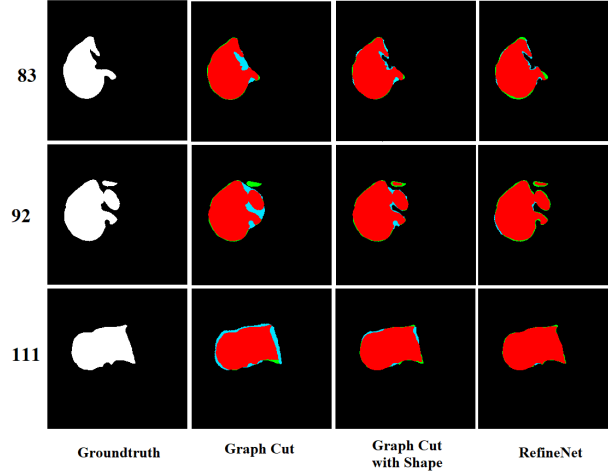 83
92
111
Groundtruth
Graph Cut
Graph Cut
with Shape
RefineNet